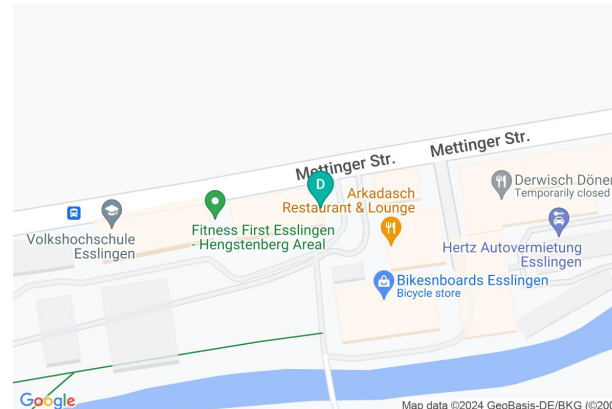 Mettinger Str.
Mettinger Str.
D
Arkadasch
Restaurant & Lounge
Derwisch Döner
Temporarily closed
Volkshochschule
Esslingen
Fitness First Esslingen
- Hengstenberg Areal
Hertz Autovermietung
Esslingen
Bikesnboards Esslingen
Bicycle store
Google
Map data ©2024 GeoBasis-DE/BKG (©200